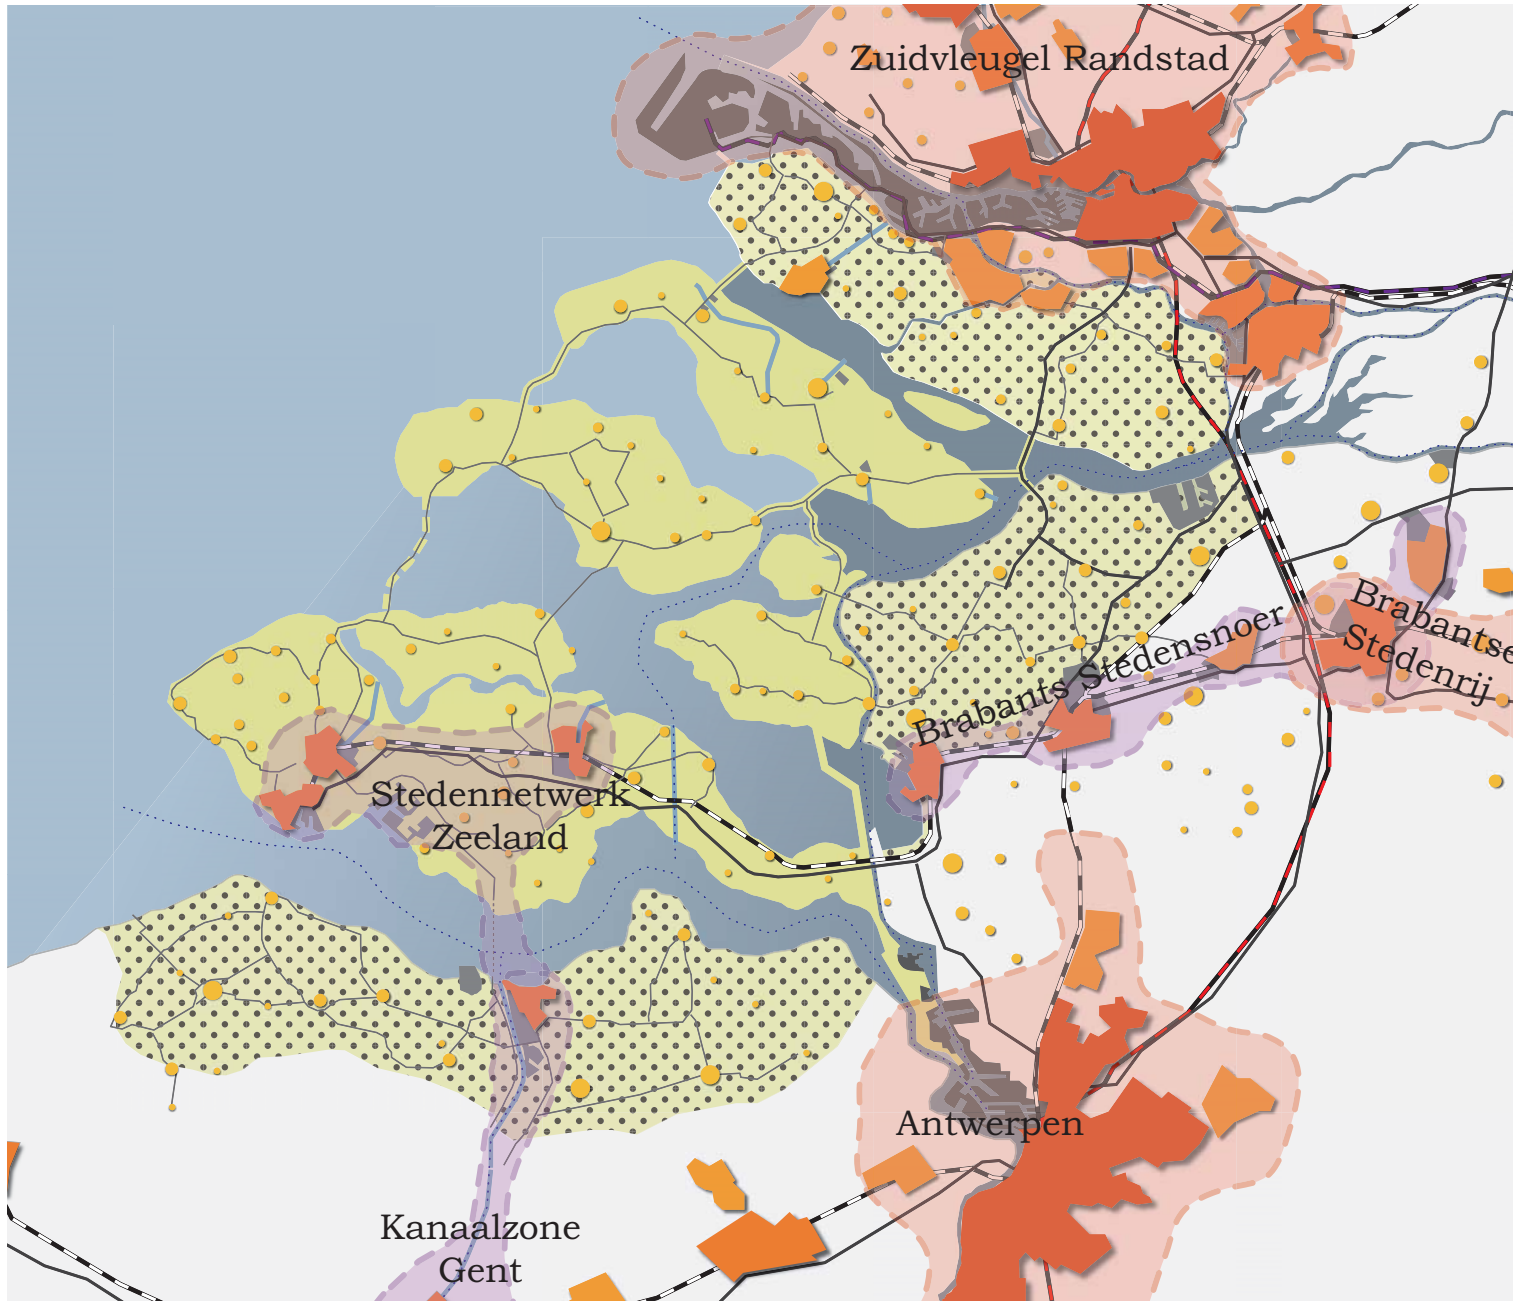 Zuidvleugel Randstad
Brabantse
Stedenrij
Brabants Stedensnoer
Stedennetwerk
Zeeland
Antwerpen
Kanaalzone
Gent